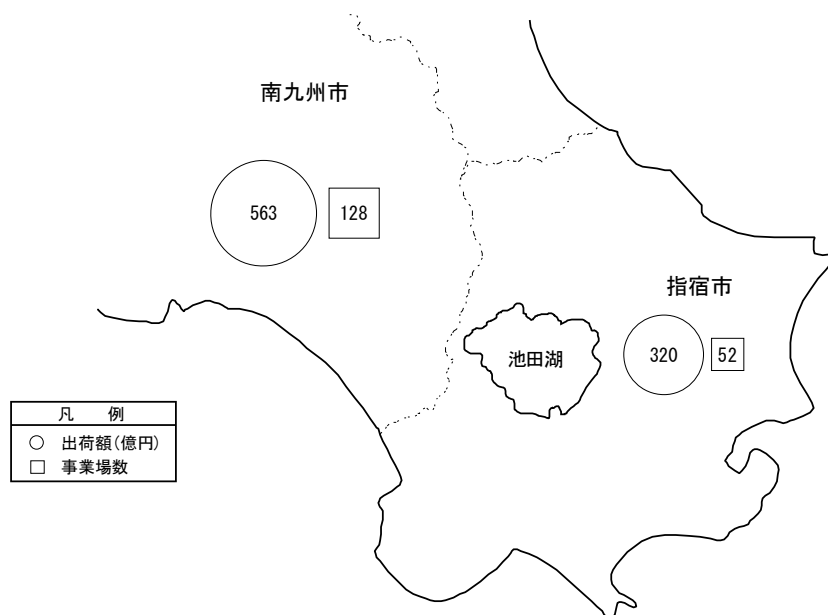 南九州市
563
128
指宿市
池田湖
320
52
凡 例
○ 出荷額(億円)
□ 事業場数